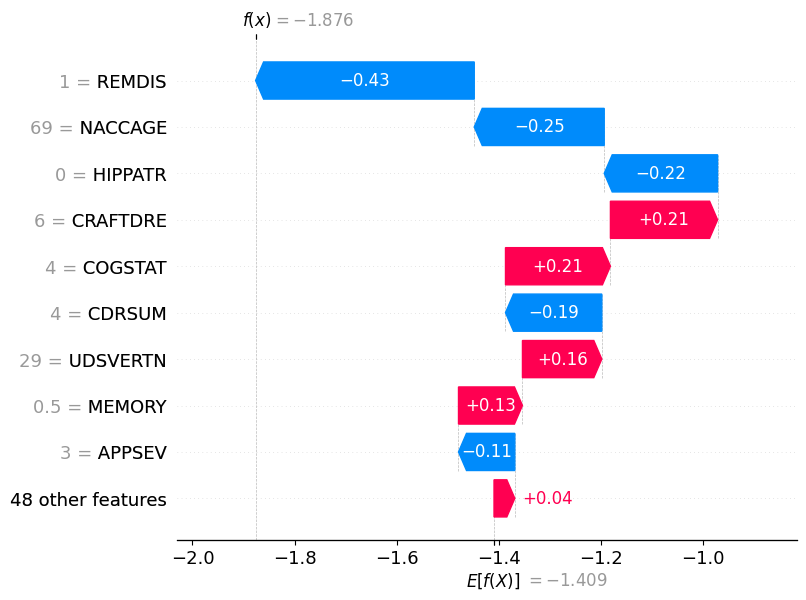 f(x) = −1.876
1 = REMDIS −0.43
69 = NACCAGE −0.25
0 = HIPPATR −0.22
6 = CRAFTDRE +0.21
4 = COGSTAT +0.21
4 = CDRSUM −0.19
29 = UDSVERTN +0.16
0.5 = MEMORY +0.13
3 = APPSEV −0.11
48 other features +0.04
−2.0 −1.8 −1.6 −1.4 −1.2 −1.0
E[f(X)] = −1.409